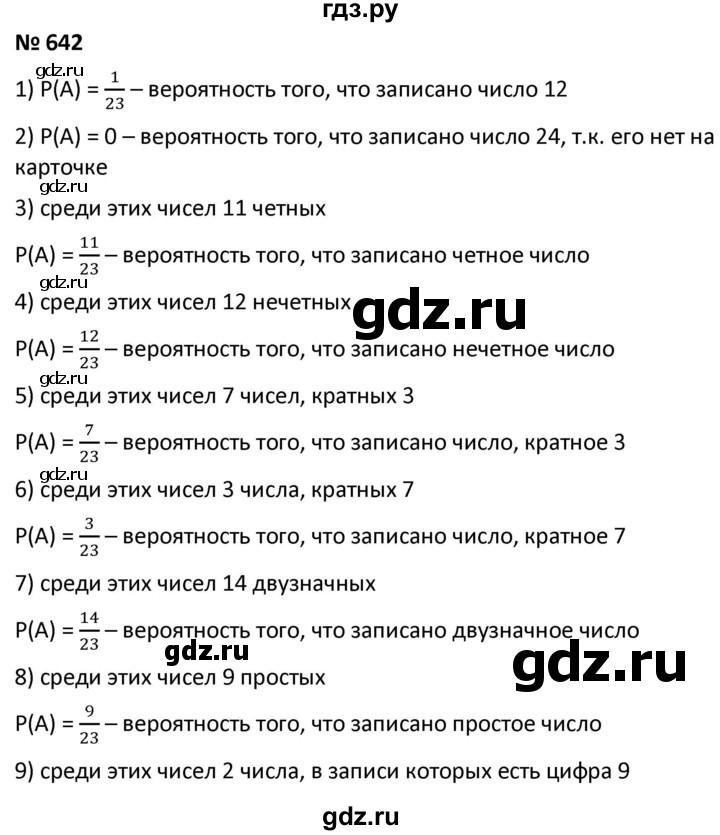 гдз.ру
№ 642
gdz.ru
1) P(A) = 1/23 – вероятность того, что записано число 12
2) P(A) = 0 – вероятность того, что записано число 24, т.к. его нет на
карточке
gdz.ru
3) среди этих чисел 11 четных
P(A) = 11/23 – вероятность того, что записано четное число
gdz.ru
4) среди этих чисел 12 нечетных
gdz.ru
P(A) = 12/23 – вероятность того, что записано нечетное число
gdz.ru
5) среди этих чисел 7 чисел, кратных 3
P(A) = 7/23 – вероятность того, что записано число, кратное 3
gdz.ru
6) среди этих чисел 3 числа, кратных 7
P(A) = 3/23 – вероятность того, что записано число, кратное 7
7) среди этих чисел 14 двузначных
P(A) = 14/23 – вероятность того, что записано двузначное число
gdz.ru
gdz.ru
8) среди этих чисел 9 простых
P(A) = 9/23 – вероятность того, что записано простое число
9) среди этих чисел 2 числа, в записи которых есть цифра 9
gdz.ru